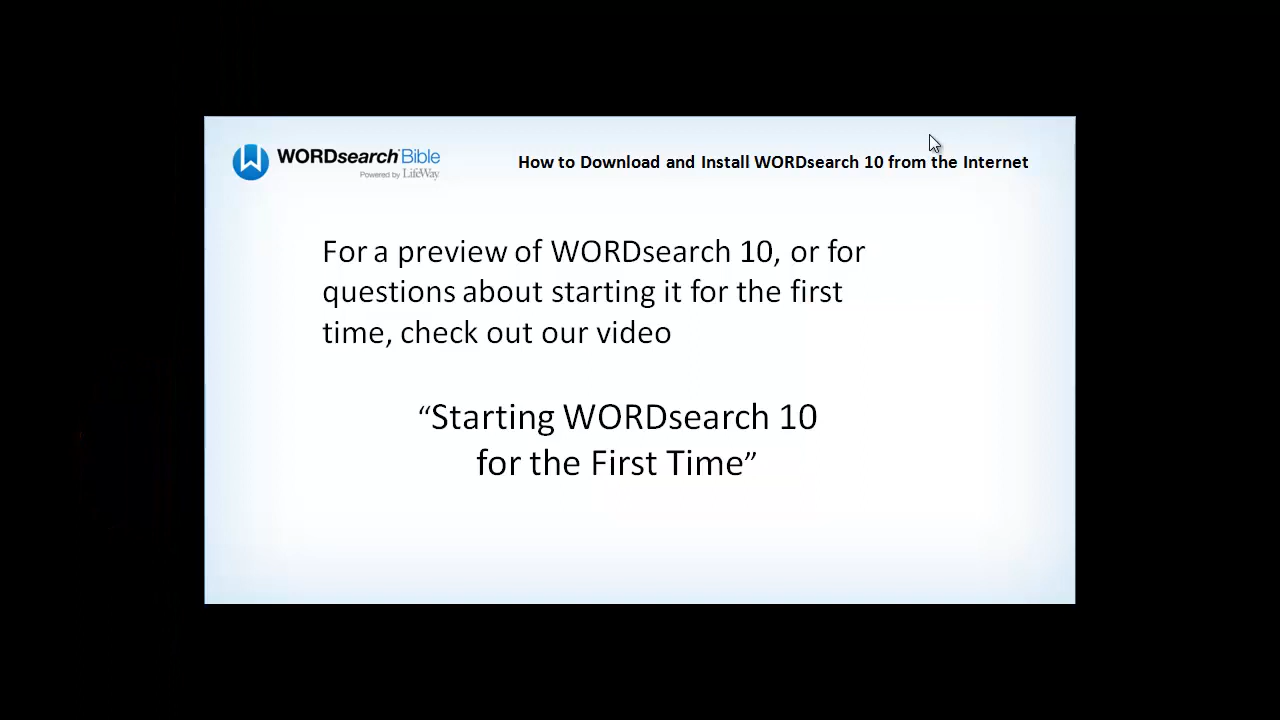 WORDsearch Bible
Powered by LifeWay
How to Download and Install WORDsearch 10 from the Internet
For a preview of WORDsearch 10, or for
questions about starting it for the first
time, check out our video
“Starting WORDsearch 10
for the First Time”